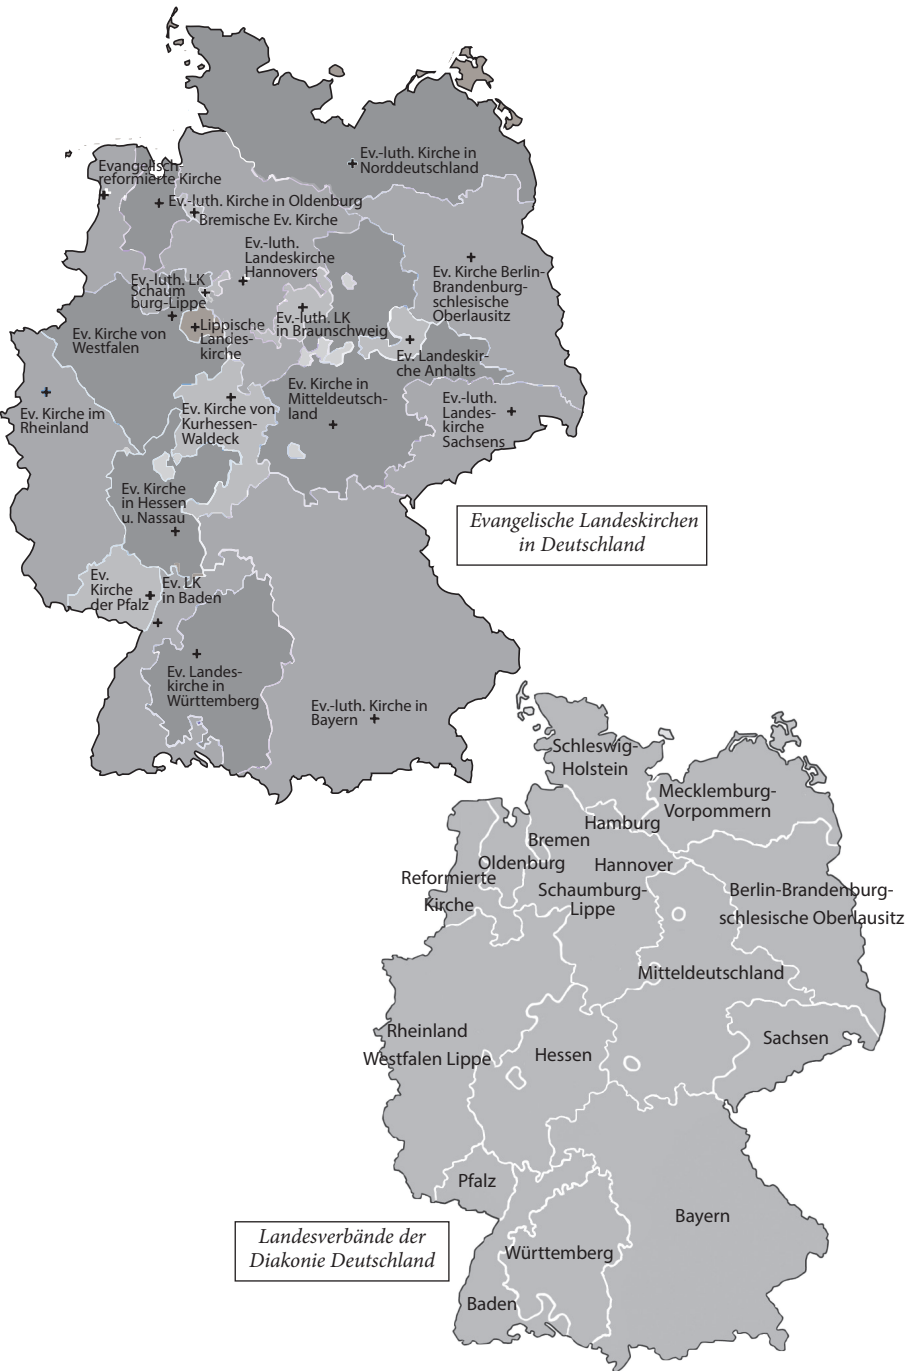 Ev.-luth. Kirche in
Norddeutschland
Evangelisch-
reformierte Kirche
Ev.-luth. Kirche in Oldenburg
Bremische Ev. Kirche
Ev.-luth.
Landeskirche
Hannovers
Ev. Kirche Berlin-
Brandenburg-
schlesische
Oberlausitz
Ev.-luth. LK
Schaum
burg-Lippe
Ev.-luth. LK
in Braunschweig
Lippische
Landes-
kirche
Ev. Kirche von
Westfalen
Ev. Landeskir-
che Anhalts
Ev. Kirche in
Mitteldeutsch-
land
Ev.-luth.
Landes-
kirche
Sachsens
Ev. Kirche im
Rheinland
Ev. Kirche von
Kurhessen-
Waldeck
Ev. Kirche
in Hessen
u. Nassau
Evangelische Landeskirchen
in Deutschland
Ev.
Kirche
der Pfalz
Ev. LK
in Baden
Ev. Landes-
kirche in
Württemberg
Ev.-luth. Kirche in
Bayern
Schleswig-
Holstein
Mecklemburg-
Vorpommern
Hamburg
Bremen
Oldenburg
Hannover
Reformierte
Kirche
Schaumburg-
Lippe
Berlin-Brandenburg-
schlesische Oberlausitz
Mitteldeutschland
Rheinland
Westfalen Lippe
Hessen
Sachsen
Pfalz
Bayern
Württemberg
Baden
Landesverbände der
Diakonie Deutschland